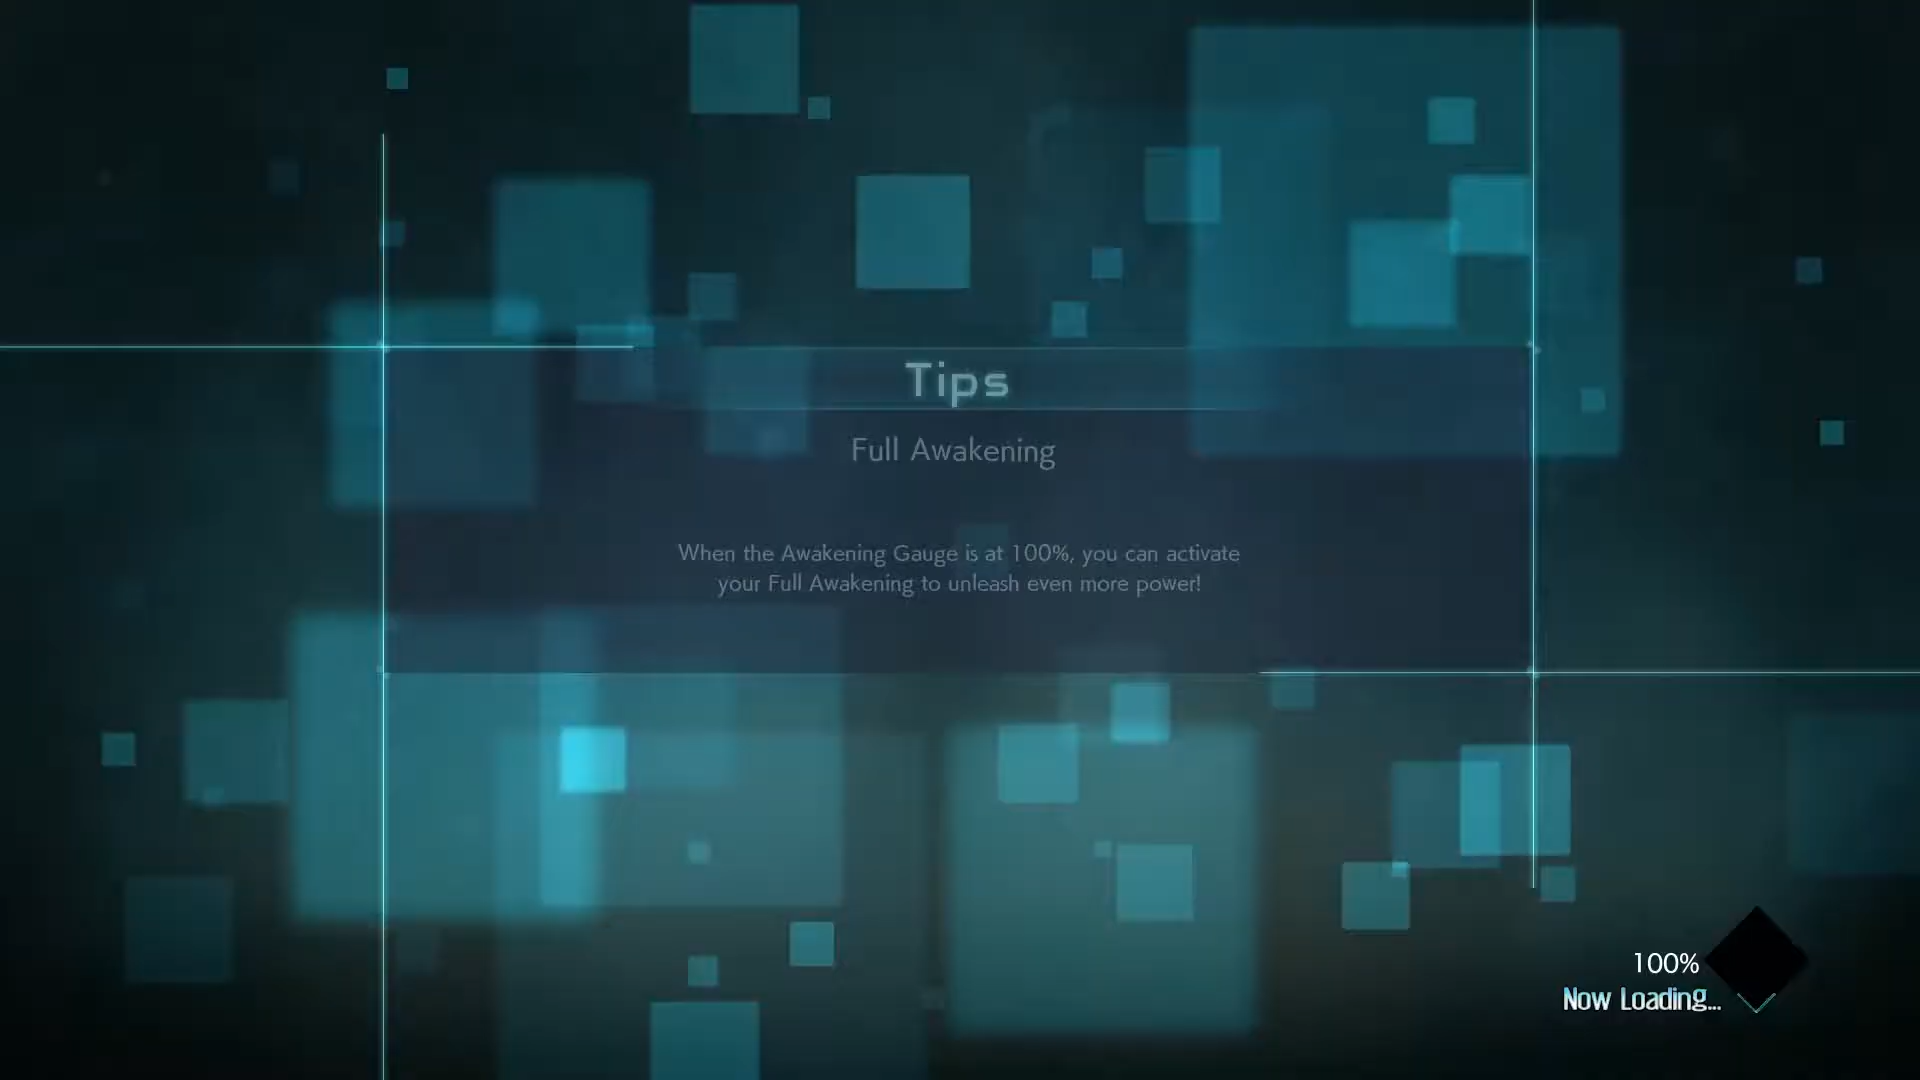 Tips
Full Awakening
When the Awakening Gauge is at 100%, you can activate
your Full Awakening to unleash even more power!
100%
Now Loading...